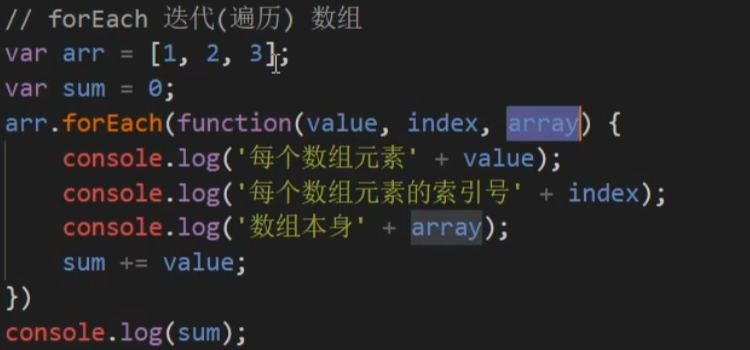 // forEach 迭代(遍历) 数组
var arr = [1, 2, 3];
var sum = 0;
arr.forEach(function(value, index, array) {
    console.log('每个数组元素' + value);
    console.log('每个数组元素的索引号' + index);
    console.log('数组本身' + array);
    sum += value;
})
console.log(sum);